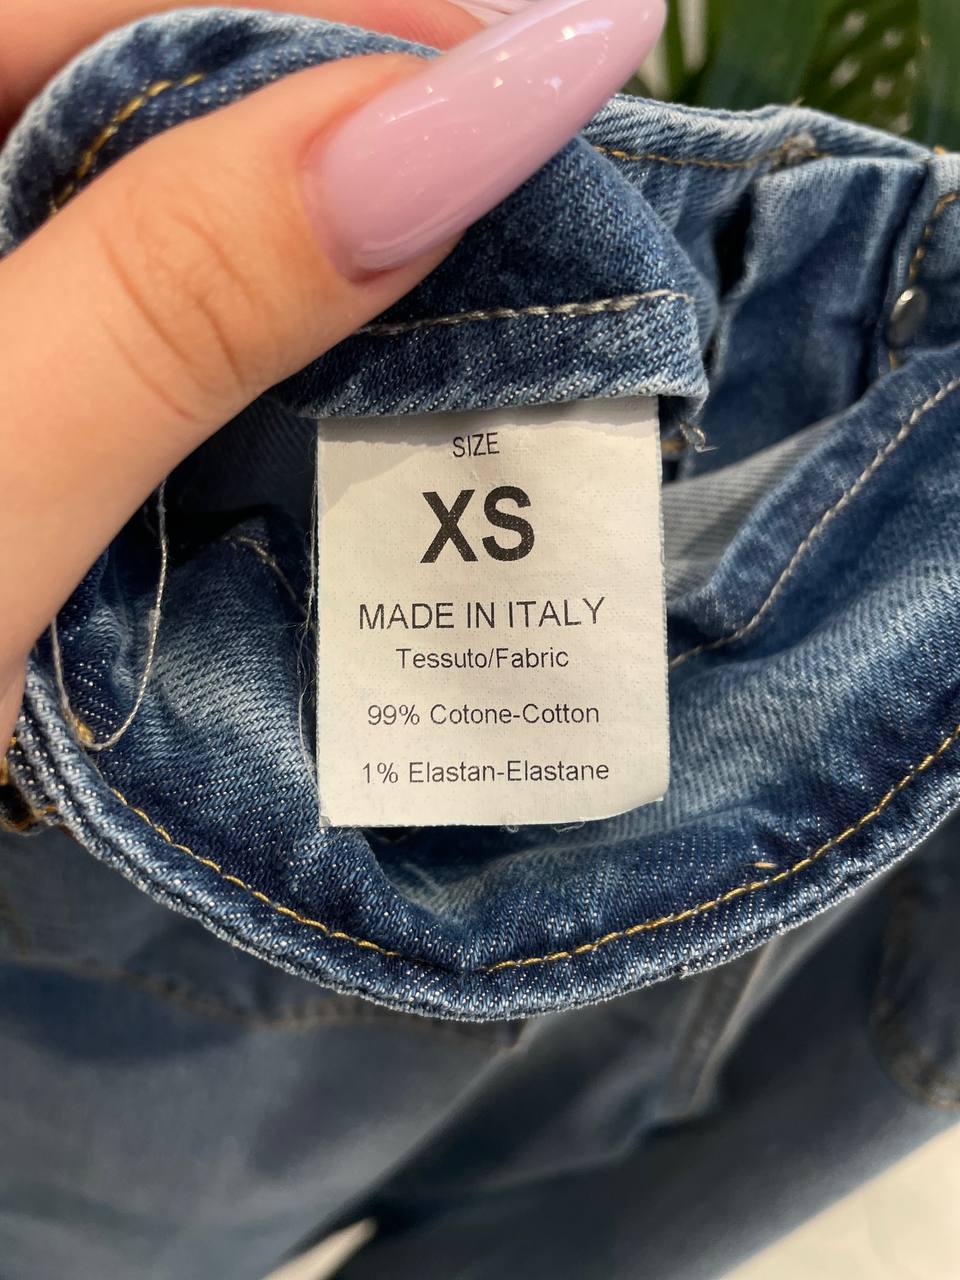 SIZE
XS
MADE IN ITALY
Tessuto/Fabric
99% Cotone-Cotton
1% Elastan-Elastane